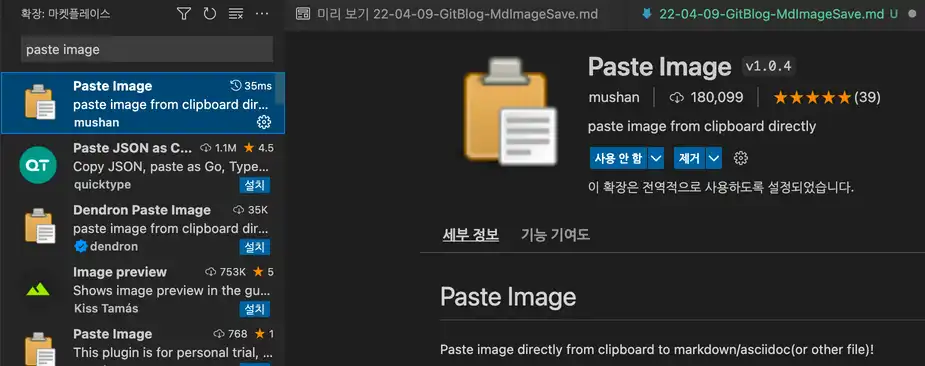 확장: 마켓플레이스
paste image
Paste Image 35ms
paste image from clipboard dir...
mushan
Paste JSON as C... 1.1M 4.5
Copy JSON, paste as Go, Type...
quicktype 설치
Dendron Paste Image 35K
paste image from clipboard dir...
dendron 설치
Image preview 753K 5
Shows image preview in the gu...
Kiss Tamás 설치
Paste Image 768 1
This plugin is for personal trial, ...
설치
미리 보기 22-04-09-GitBlog-MdImageSave.md
22-04-09-GitBlog-MdImageSave.md U
Paste Image v1.0.4
mushan 180,099 (39)
paste image from clipboard directly
사용 안 함 제거
이 확장은 전역적으로 사용하도록 설정되었습니다.
세부 정보 기능 기여도
Paste Image
Paste image directly from clipboard to markdown/asciidoc(or other file)!